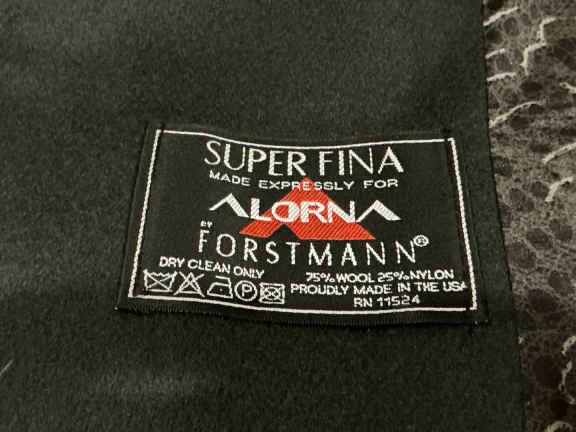 SUPER FINA
MADE EXPRESSLY FOR
ALORNA
BY
FORSTMANN®
DRY CLEAN ONLY
75% WOOL 25% NYLON
P PROUDLY MADE IN THE USA
RN 11524